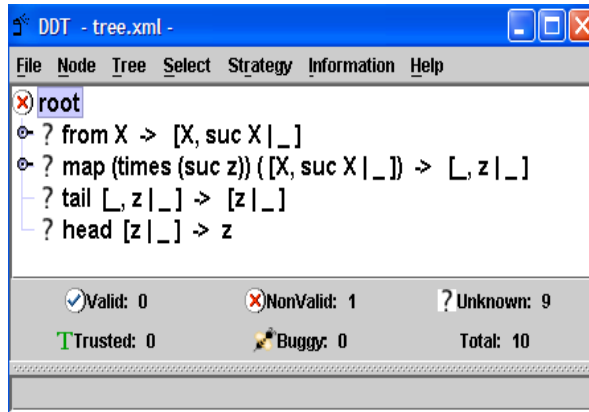 DDT - tree.xml -
File Node Tree Select Strategy Information Help
root
? from X -> [X, suc X | _ ]
? map (times (suc z)) ( [X, suc X | _ ]) -> [_, z | _ ]
? tail [_, z | _ ] -> [z | _ ]
? head [z | _ ] -> z
Valid: 0 NonValid: 1 ? Unknown: 9
T Trusted: 0 Buggy: 0 Total: 10